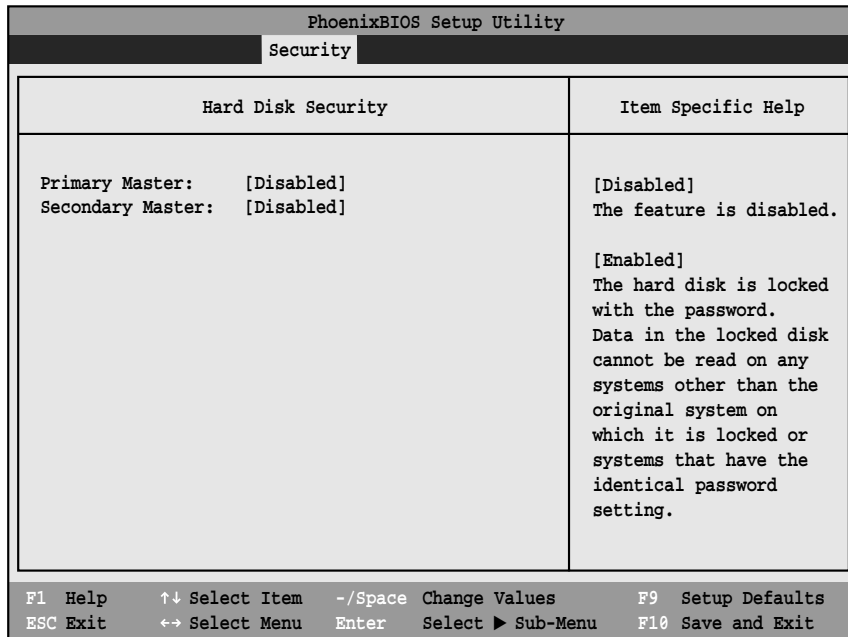 PhoenixBIOS Setup Utility
Security
Hard Disk Security
Item Specific Help
Primary Master: [Disabled]
Secondary Master: [Disabled]
[Disabled]
The feature is disabled.
[Enabled]
The hard disk is locked
with the password.
Data in the locked disk
cannot be read on any
systems other than the
original system on
which it is locked or
systems that have the
identical password
setting.
F1 Help ↑↓ Select Item -/Space Change Values F9 Setup Defaults
ESC Exit ←→ Select Menu Enter Select ▶ Sub-Menu F10 Save and Exit